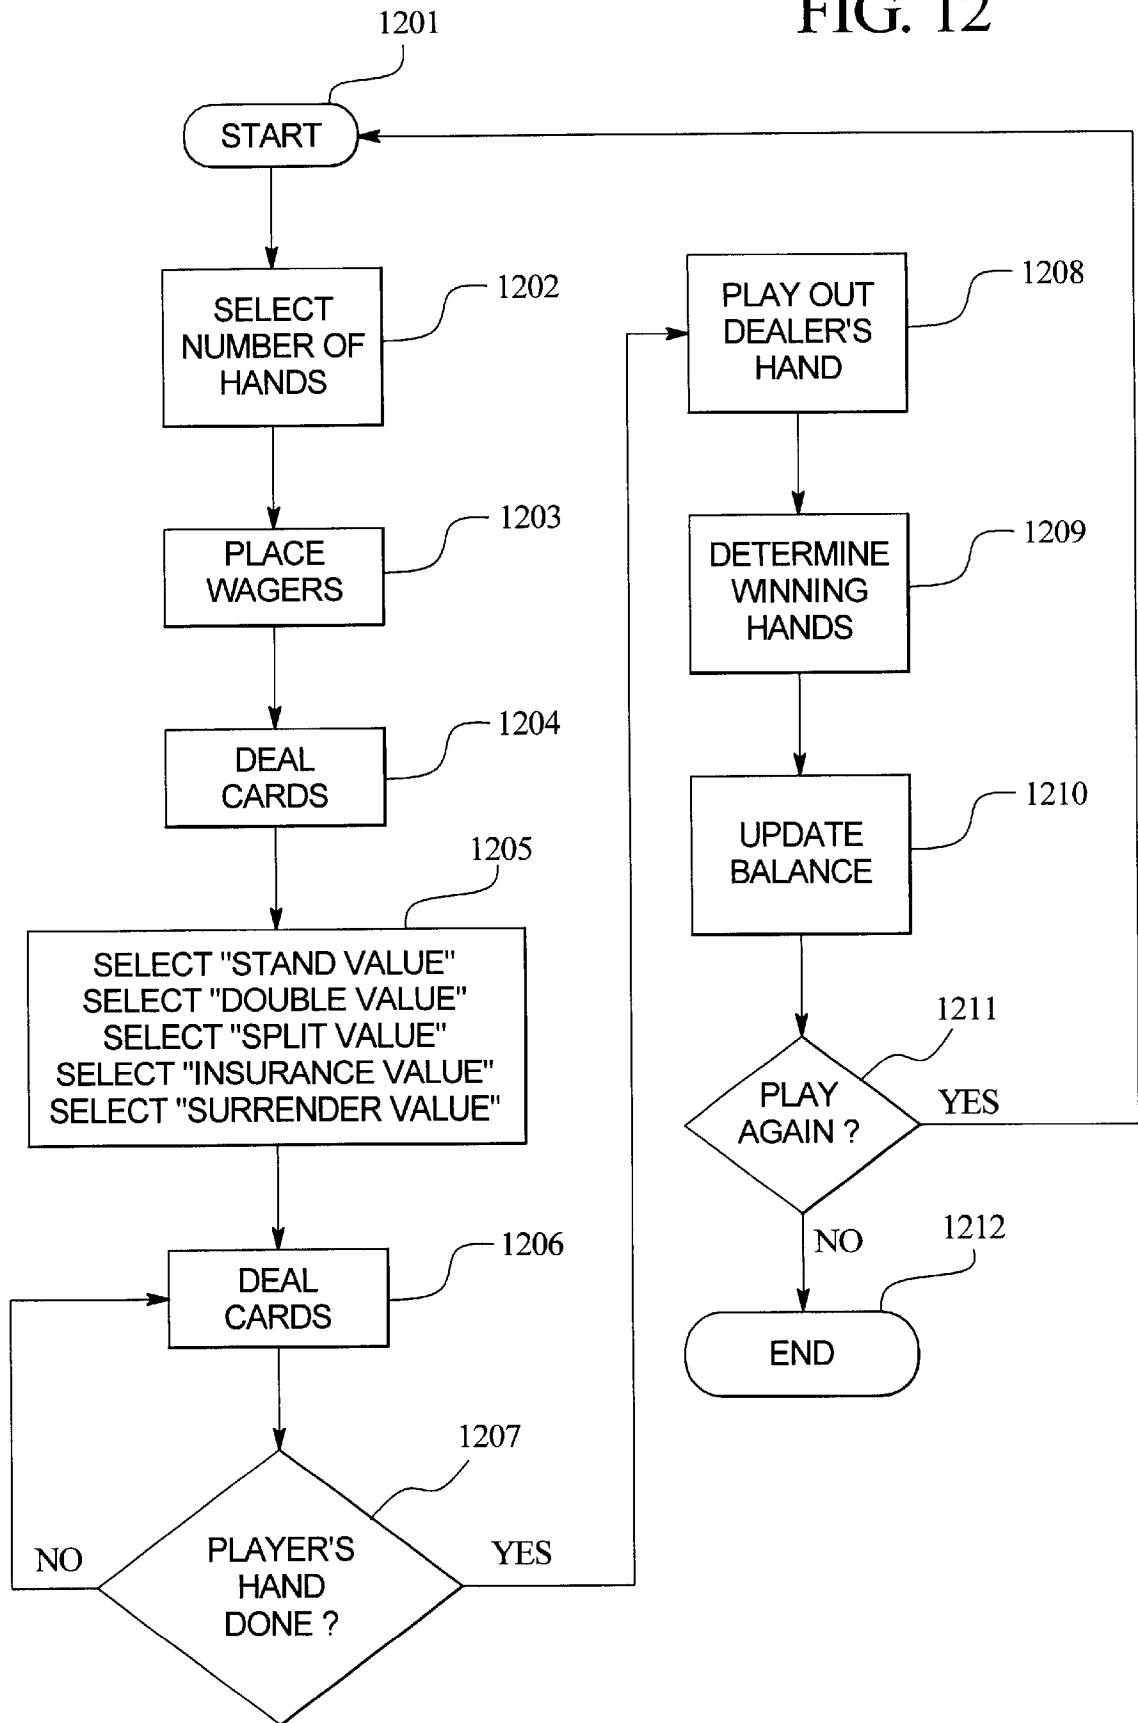 FIG. 12
1201
START
1202
SELECT
NUMBER OF
HANDS
1203
PLACE
WAGERS
1204
DEAL
CARDS
1205
SELECT "STAND VALUE"
SELECT "DOUBLE VALUE"
SELECT "SPLIT VALUE"
SELECT "INSURANCE VALUE"
SELECT "SURRENDER VALUE"
1206
DEAL
CARDS
1207
PLAYER'S
HAND
DONE ?
NO
YES
1208
PLAY OUT
DEALER'S
HAND
1209
DETERMINE
WINNING
HANDS
1210
UPDATE
BALANCE
1211
PLAY
AGAIN ?
YES
NO
1212
END